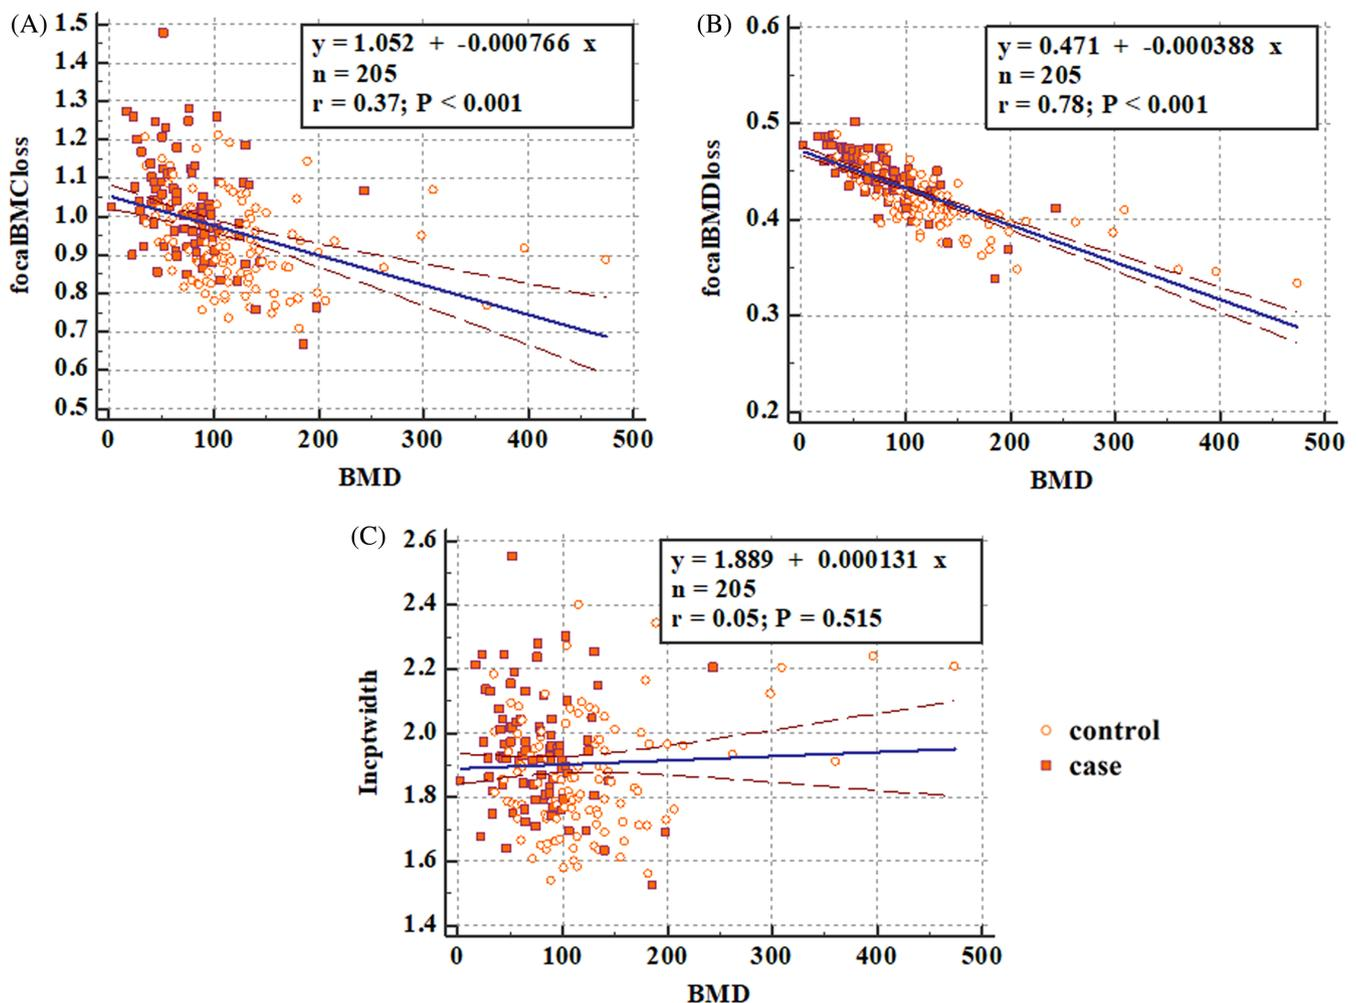 (A)
1.5
1.4
1.3
1.2
1.1
1.0
0.9
0.8
0.7
0.6
0.5
focalBMCloss
y = 1.052 + -0.000766 x
n = 205
r = 0.37; P < 0.001
0 100 200 300 400 500
BMD
(B)
0.6
0.5
0.4
0.3
0.2
focalBMDloss
y = 0.471 + -0.000388 x
n = 205
r = 0.78; P < 0.001
0 100 200 300 400 500
BMD
(C)
2.6
2.4
2.2
2.0
1.8
1.6
1.4
Incptwidth
y = 1.889 + 0.000131 x
n = 205
r = 0.05; P = 0.515
0 100 200 300 400 500
BMD
control
case